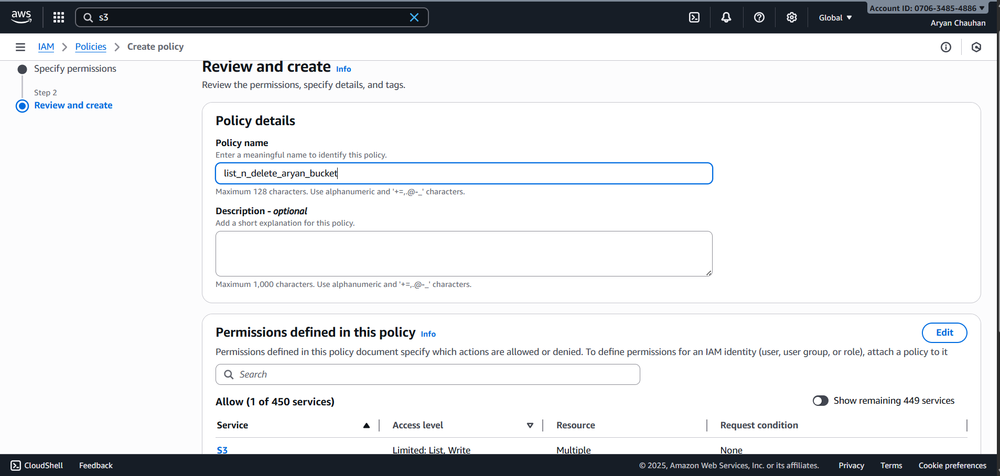 aws
s3
Global
Account ID: 0706-3485-4886
Aryan Chauhan
IAM
Policies
Create policy
Specify permissions
Step 2
Review and create
Review and create Info
Review the permissions, specify details, and tags.
Policy details
Policy name
Enter a meaningful name to identify this policy.
list_n_delete_aryan_bucket
Maximum 128 characters. Use alphanumeric and '+=,.@-_' characters.
Description - optional
Add a short explanation for this policy.
Maximum 1,000 characters. Use alphanumeric and '+=,.@-_' characters.
Permissions defined in this policy Info
Edit
Permissions defined in this policy document specify which actions are allowed or denied. To define permissions for an IAM identity (user, user group, or role), attach a policy to it
Search
Allow (1 of 450 services)
Show remaining 449 services
Service Access level Resource Request condition
S3 Limited: List, Write Multiple None
CloudShell Feedback © 2025, Amazon Web Services, Inc. or its affiliates. Privacy Terms Cookie preferences